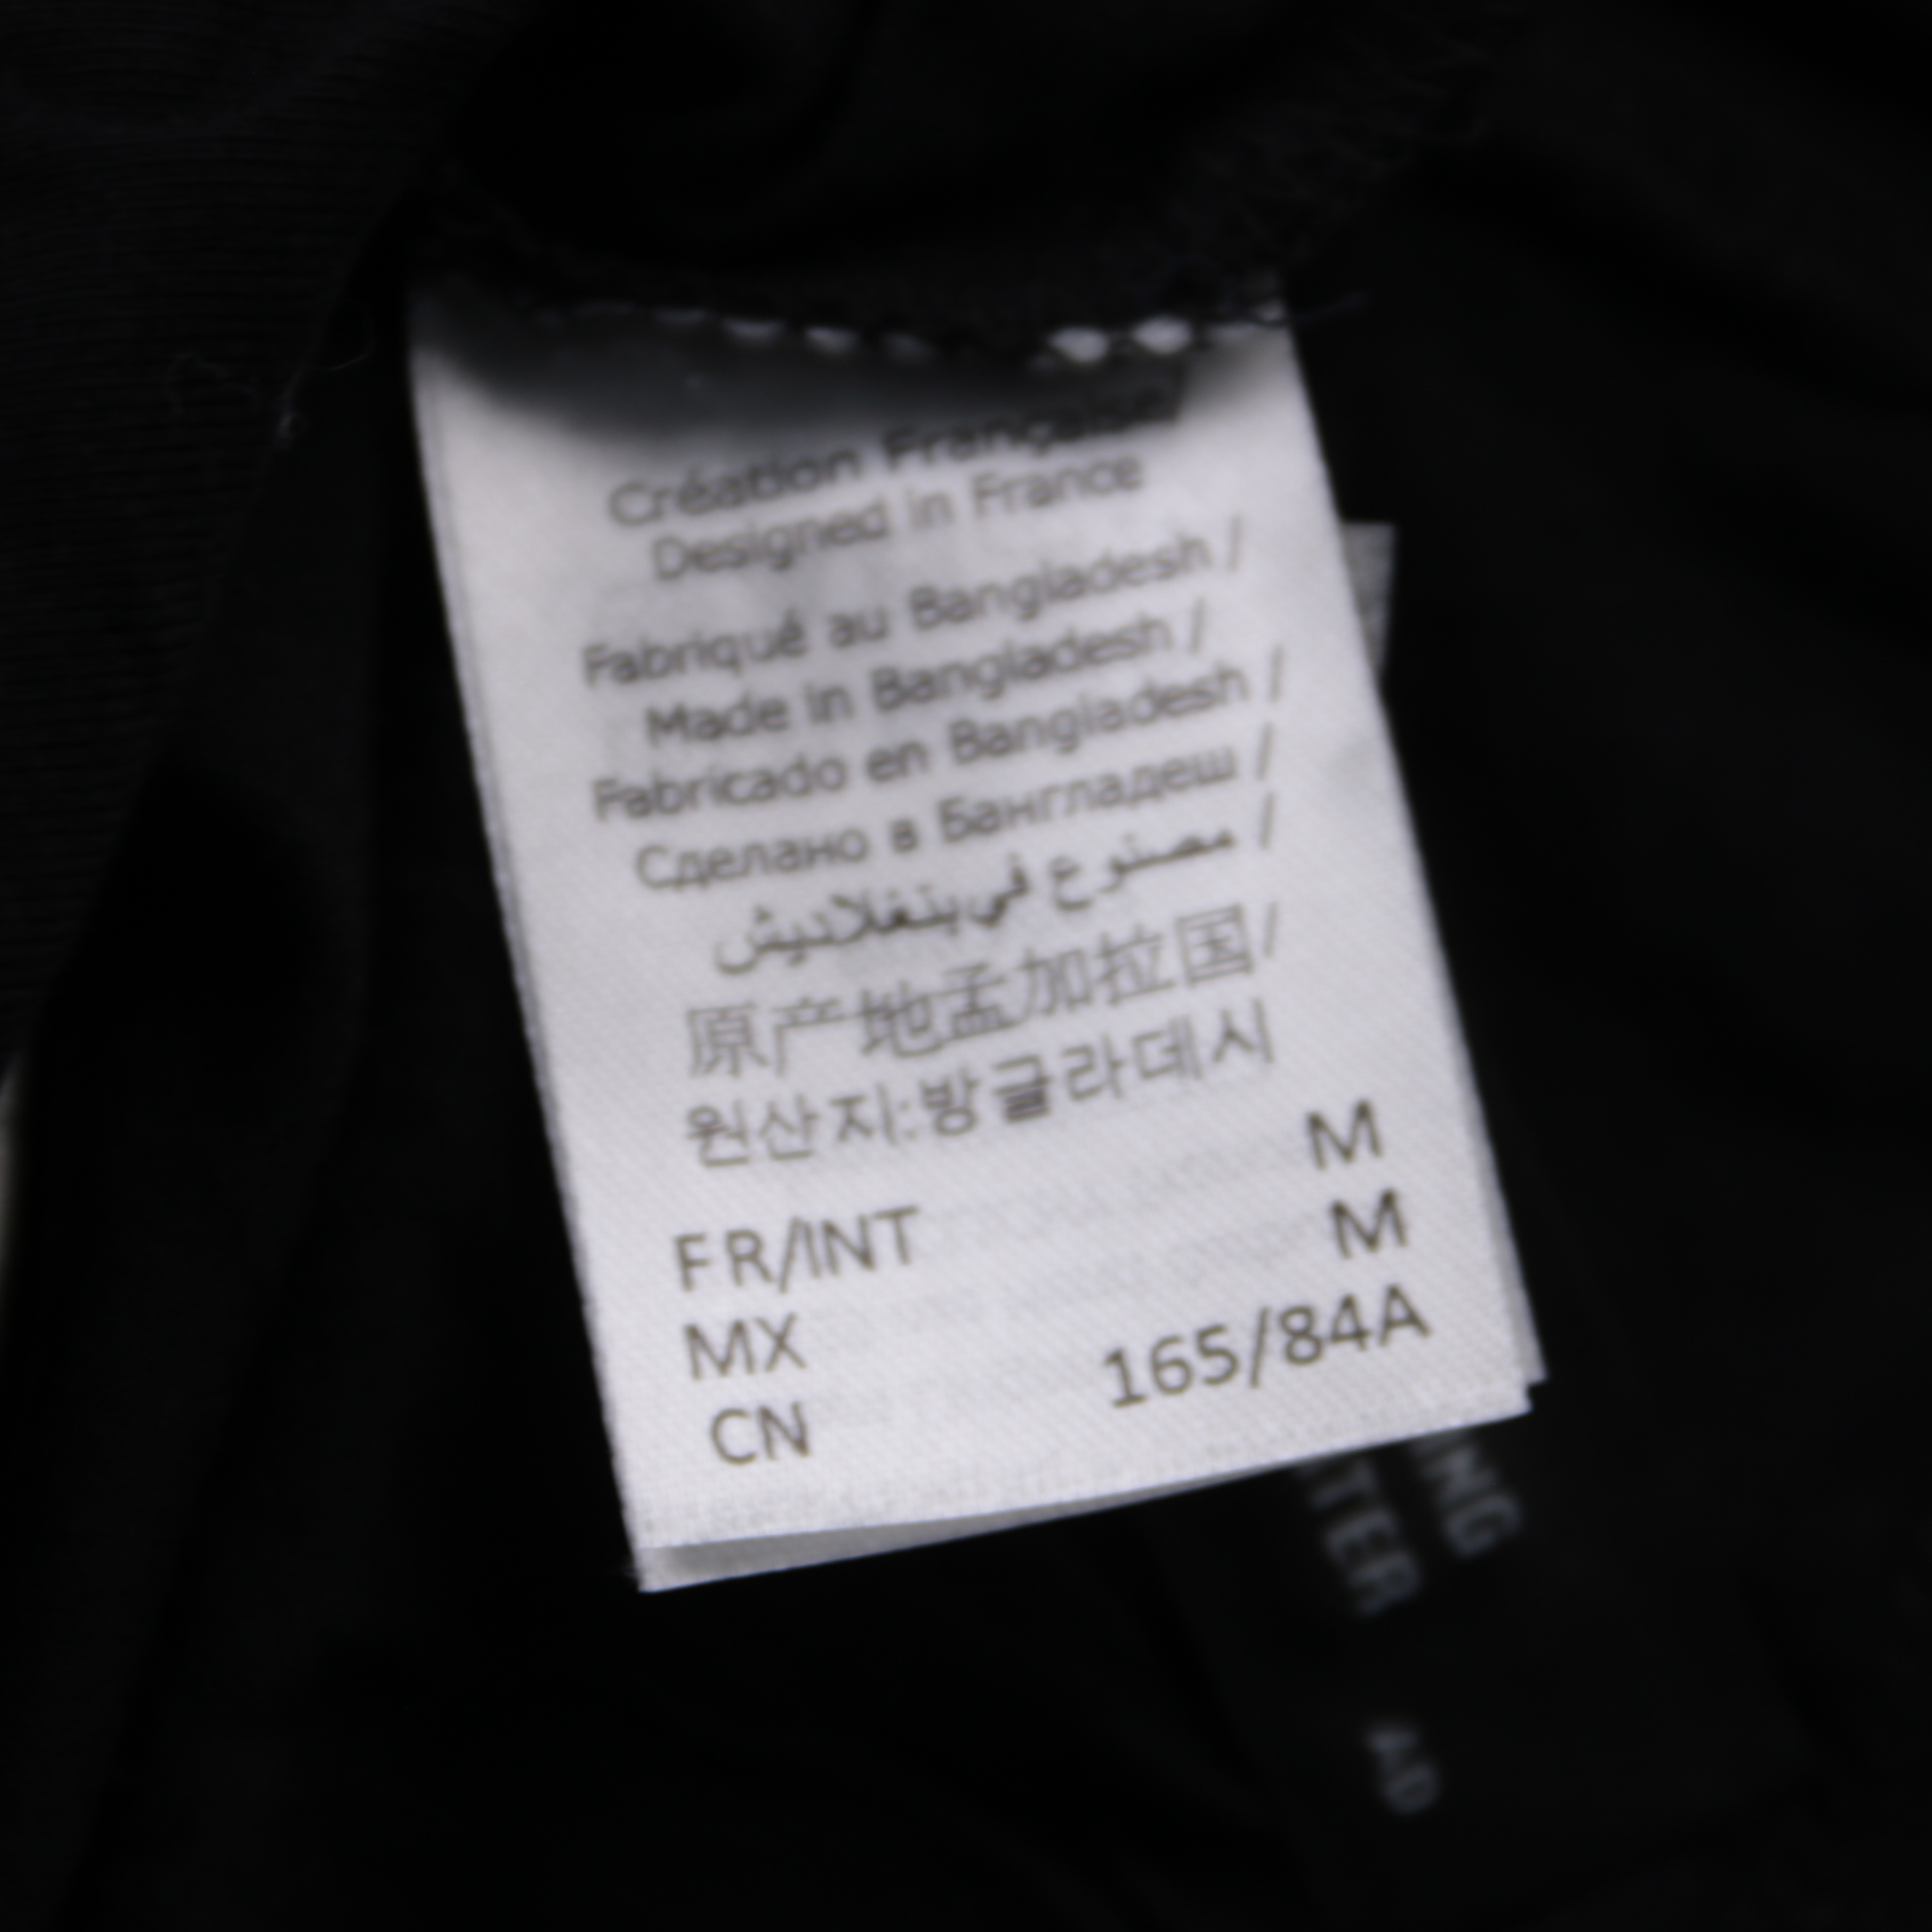 Création Française
Designed in France
Fabriqué au Bangladesh /
Made in Bangladesh /
Fabricado en Bangladesh /
Сделано в Бангладеш /
مصنوع في بنغلاديش /
原产地孟加拉国/
원산지:방글라데시
FR/INT M
MX M
CN 165/84A
AD